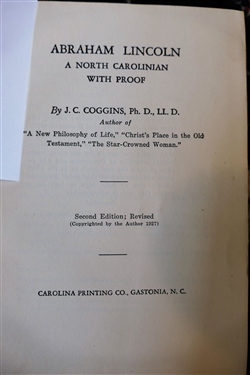 ABRAHAM LINCOLN
A NORTH CAROLINIAN
WITH PROOF
By J. C. COGGINS, Ph. D., LL. D.
Author of
"A New Philosophy of Life," "Christ's Place in the Old
Testament," "The Star-Crowned Woman."
Second Edition; Revised
(Copyrighted by the Author 1927)
CAROLINA PRINTING CO., GASTONIA, N. C.